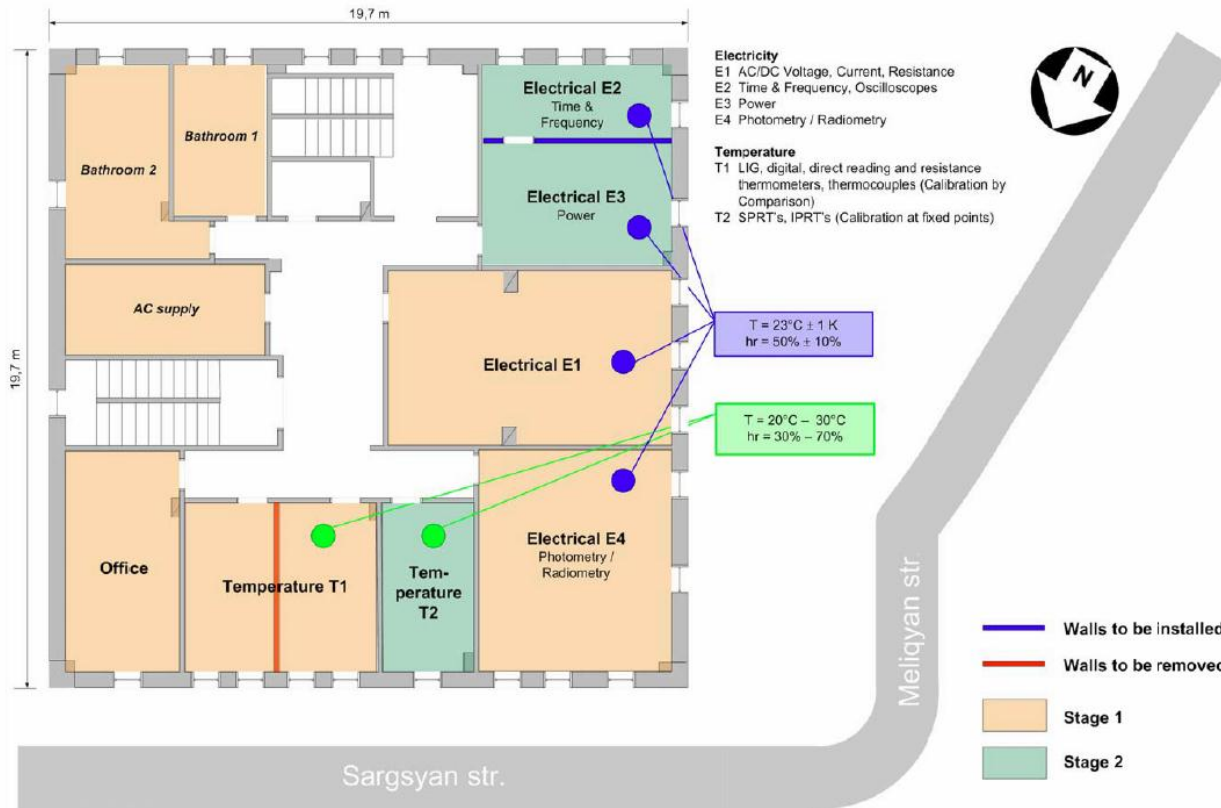 19,7 m
19,7 m
Bathroom 2
Bathroom 1
Electrical E2
Time &
Frequency
Electrical E3
Power
AC supply
Electrical E1
Office
Temperature T1
Tem-
perature
T2
Electrical E4
Photometry /
Radiometry
Electricity
E1 AC/DC Voltage, Current, Resistance
E2 Time & Frequency, Oscilloscopes
E3 Power
E4 Photometry / Radiometry
Temperature
T1 LIG, digital, direct reading and resistance
thermometers, thermocouples (Calibration by
Comparison)
T2 SPRT's, IPRT's (Calibration at fixed points)
N
T = 23°C ± 1 K
hr = 50% ± 10%
T = 20°C – 30°C
hr = 30% – 70%
Meliqyan str.
Sargsyan str.
Walls to be installed
Walls to be removed
Stage 1
Stage 2